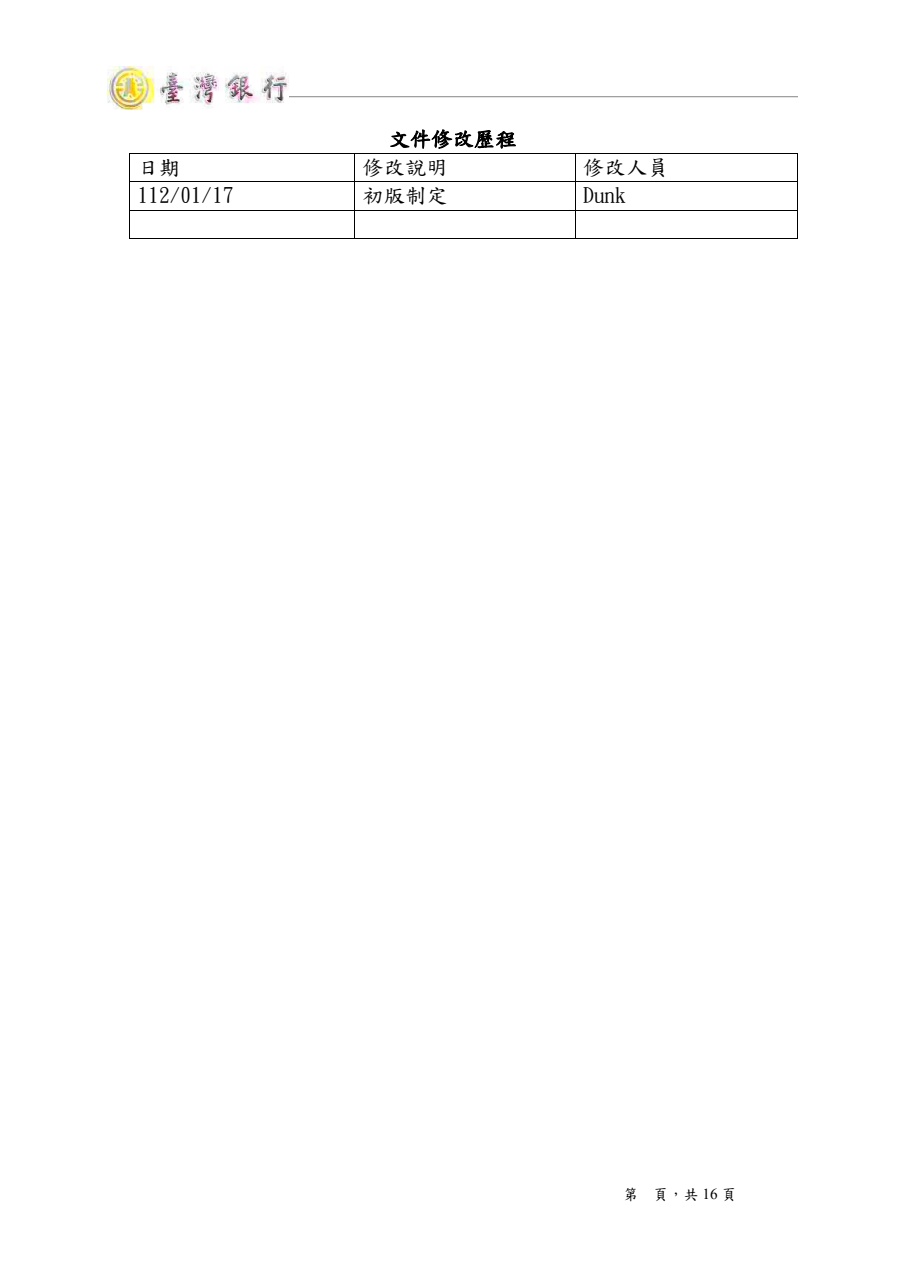 臺灣銀行
文件修改歷程
日期 修改說明 修改人員
112/01/17 初版制定 Dunk
第 頁，共 16 頁